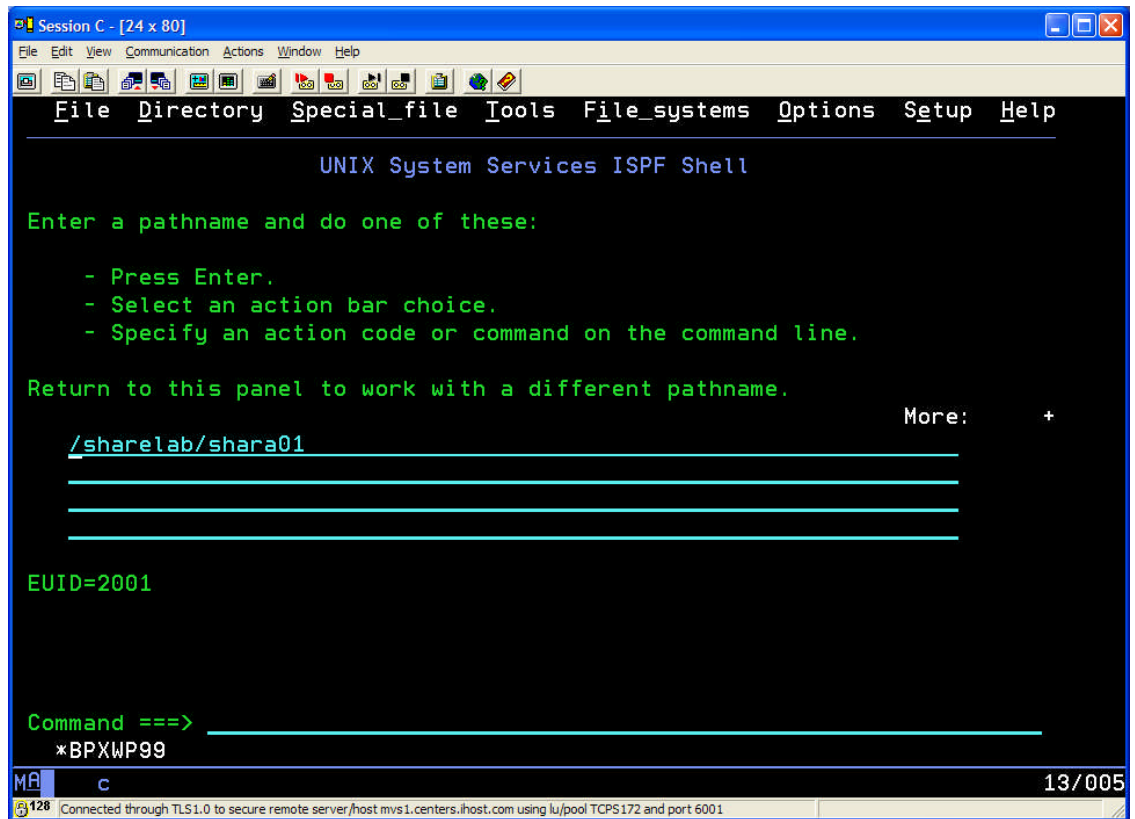 Session C - [24 x 80]
File Edit View Communication Actions Window Help
File Directory Special_file Tools File_systems Options Setup Help
UNIX System Services ISPF Shell
Enter a pathname and do one of these:
- Press Enter.
- Select an action bar choice.
- Specify an action code or command on the command line.
Return to this panel to work with a different pathname.
More: +
/sharelab/shara01
EUID=2001
Command ===>
*BPXWP99
MA c 13/005
128 Connected through TLS1.0 to secure remote server/host mvs1.centers.ihost.com using lu/pool TCPS172 and port 6001